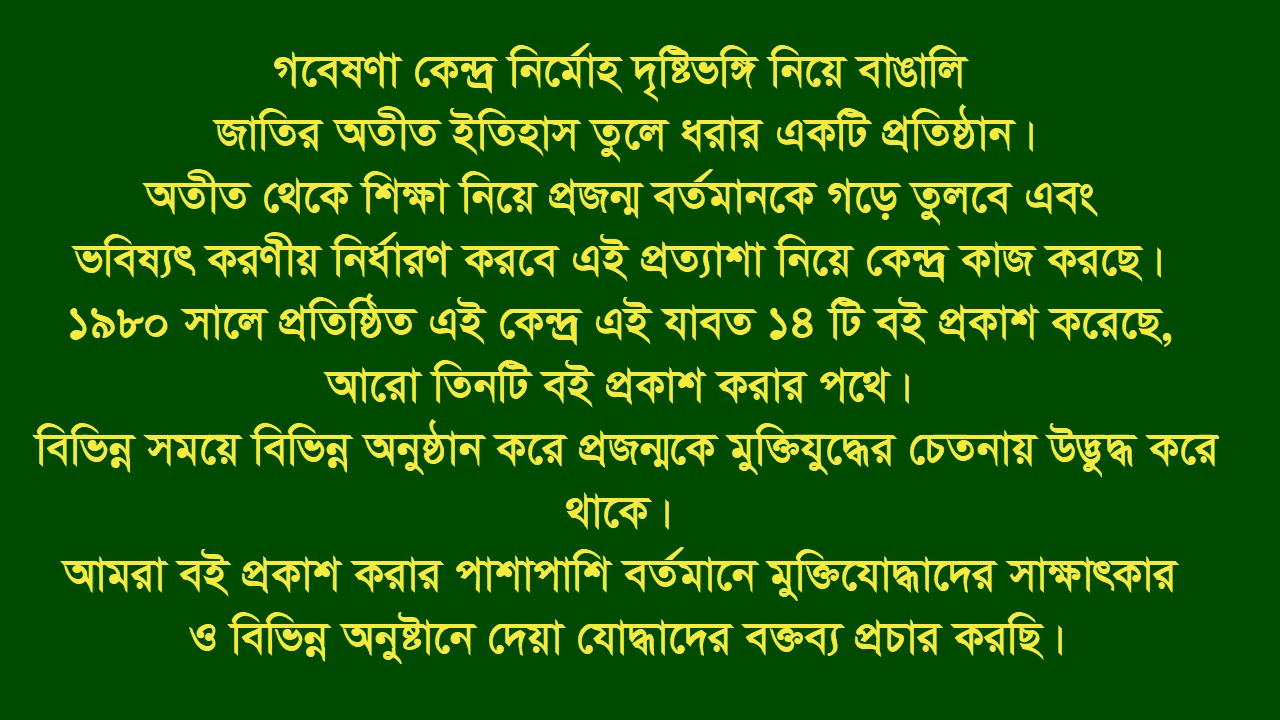 গবেষণা কেন্দ্র নির্মোহ দৃষ্টিভঙ্গি নিয়ে বাঙালি
জাতির অতীত ইতিহাস তুলে ধরার একটি প্রতিষ্ঠান।
অতীত থেকে শিক্ষা নিয়ে প্রজন্ম বর্তমানকে গড়ে তুলবে এবং
ভবিষ্যৎ করণীয় নির্ধারণ করবে এই প্রত্যাশা নিয়ে কেন্দ্র কাজ করছে।
১৯৮০ সালে প্রতিষ্ঠিত এই কেন্দ্র এই যাবত ১৪ টি বই প্রকাশ করেছে,
আরো তিনটি বই প্রকাশ করার পথে।
বিভিন্ন সময়ে বিভিন্ন অনুষ্ঠান করে প্রজন্মকে মুক্তিযুদ্ধের চেতনায় উদ্ভুদ্ধ করে
থাকে।
আমরা বই প্রকাশ করার পাশাপাশি বর্তমানে মুক্তিযোদ্ধাদের সাক্ষাৎকার
ও বিভিন্ন অনুষ্টানে দেয়া যোদ্ধাদের বক্তব্য প্রচার করছি।